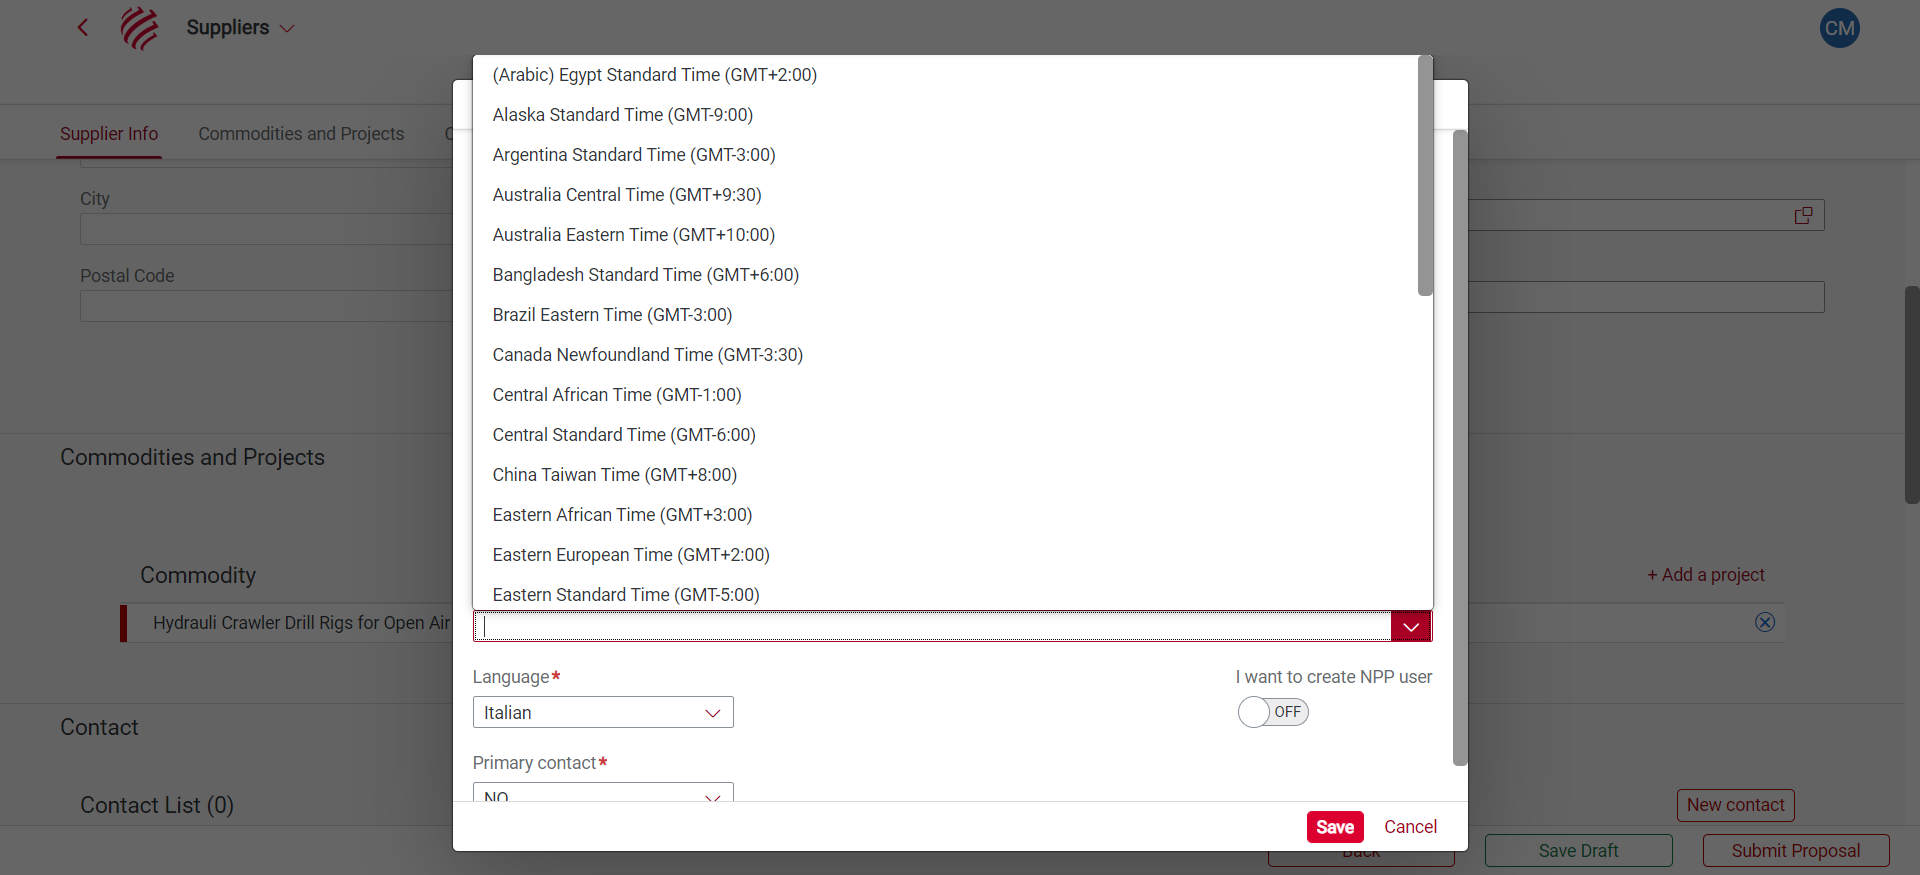 Suppliers
CM
Supplier Info
Commodities and Projects
C
City
Postal Code
Commodities and Projects
Commodity
+ Add a project
Hydrauli Crawler Drill Rigs for Open Air
Contact
Contact List (0)
New contact
(Arabic) Egypt Standard Time (GMT+2:00)
Alaska Standard Time (GMT-9:00)
Argentina Standard Time (GMT-3:00)
Australia Central Time (GMT+9:30)
Australia Eastern Time (GMT+10:00)
Bangladesh Standard Time (GMT+6:00)
Brazil Eastern Time (GMT-3:00)
Canada Newfoundland Time (GMT-3:30)
Central African Time (GMT-1:00)
Central Standard Time (GMT-6:00)
China Taiwan Time (GMT+8:00)
Eastern African Time (GMT+3:00)
Eastern European Time (GMT+2:00)
Eastern Standard Time (GMT-5:00)
Language*
I want to create NPP user
Italian
OFF
Primary contact*
NO
Save
Cancel
Back
Save Draft
Submit Proposal